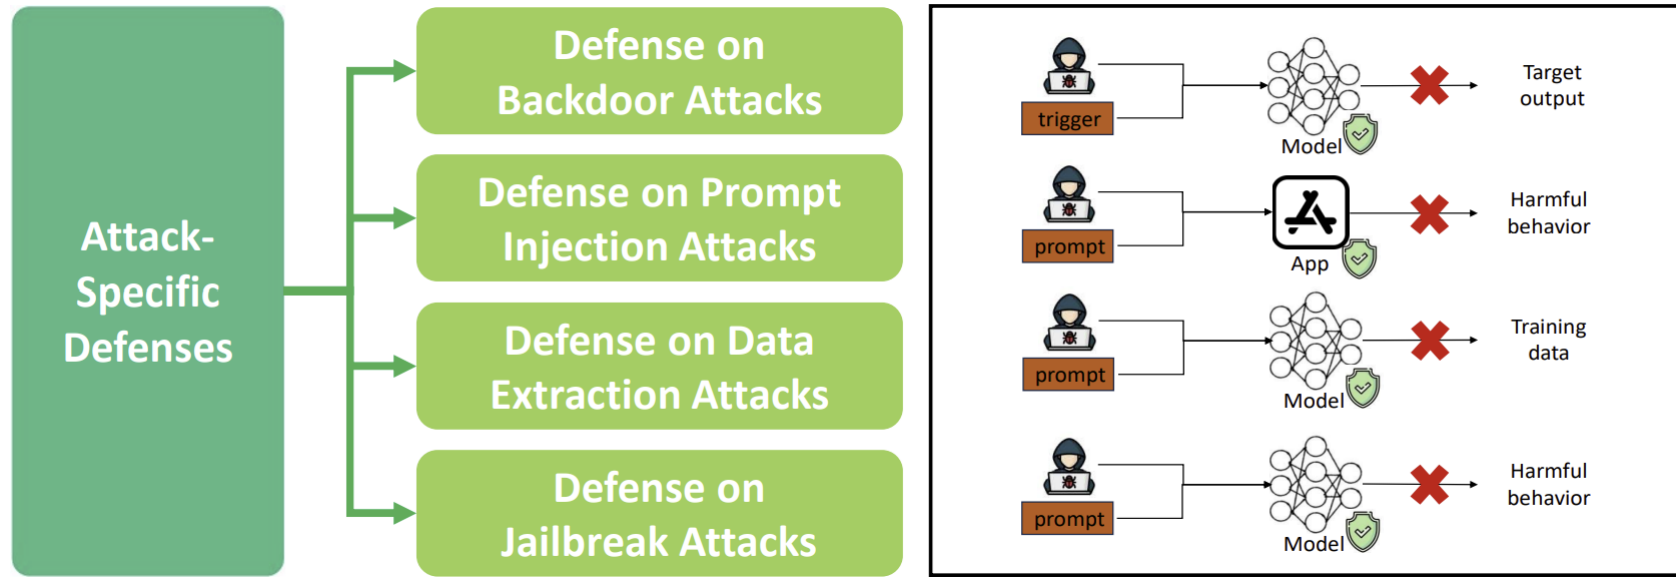 Attack-
Specific
Defenses
Defense on
Backdoor Attacks
Defense on Prompt
Injection Attacks
Defense on Data
Extraction Attacks
Defense on
Jailbreak Attacks
trigger
Model
Target
output
prompt
App
Harmful
behavior
prompt
Model
Training
data
prompt
Model
Harmful
behavior